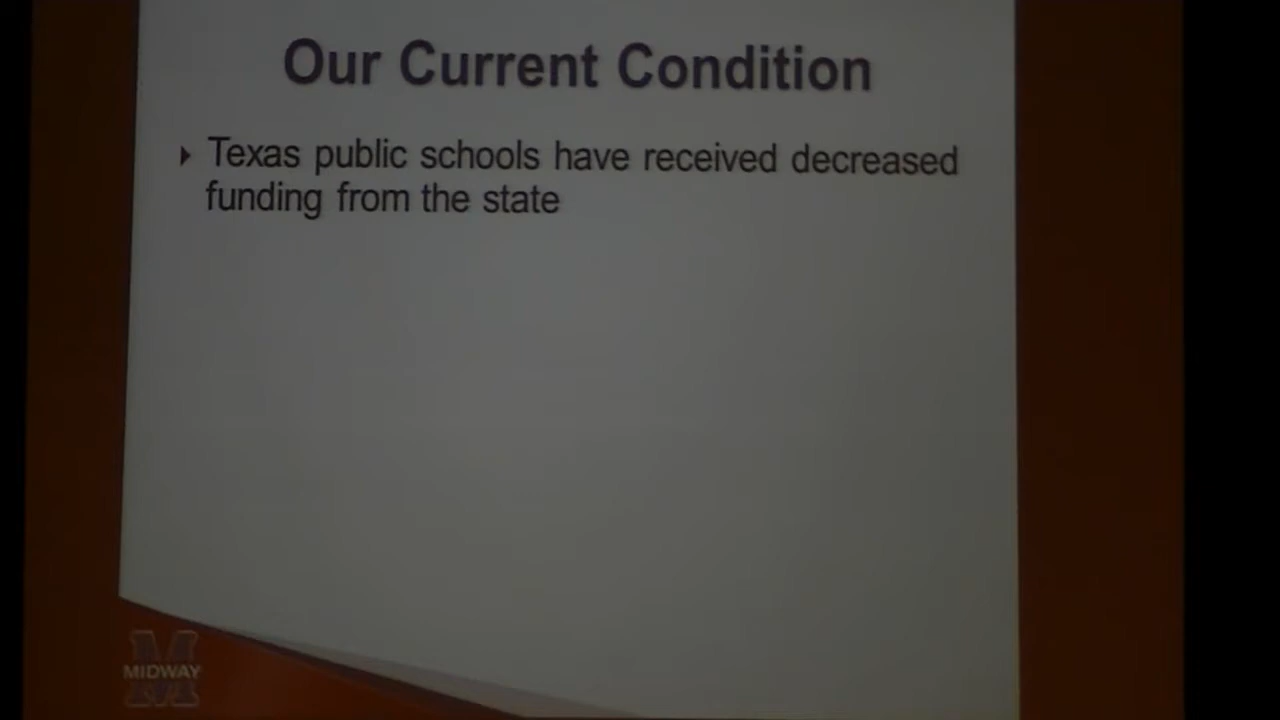 Our Current Condition
Texas public schools have received decreased
funding from the state
M
MIDWAY